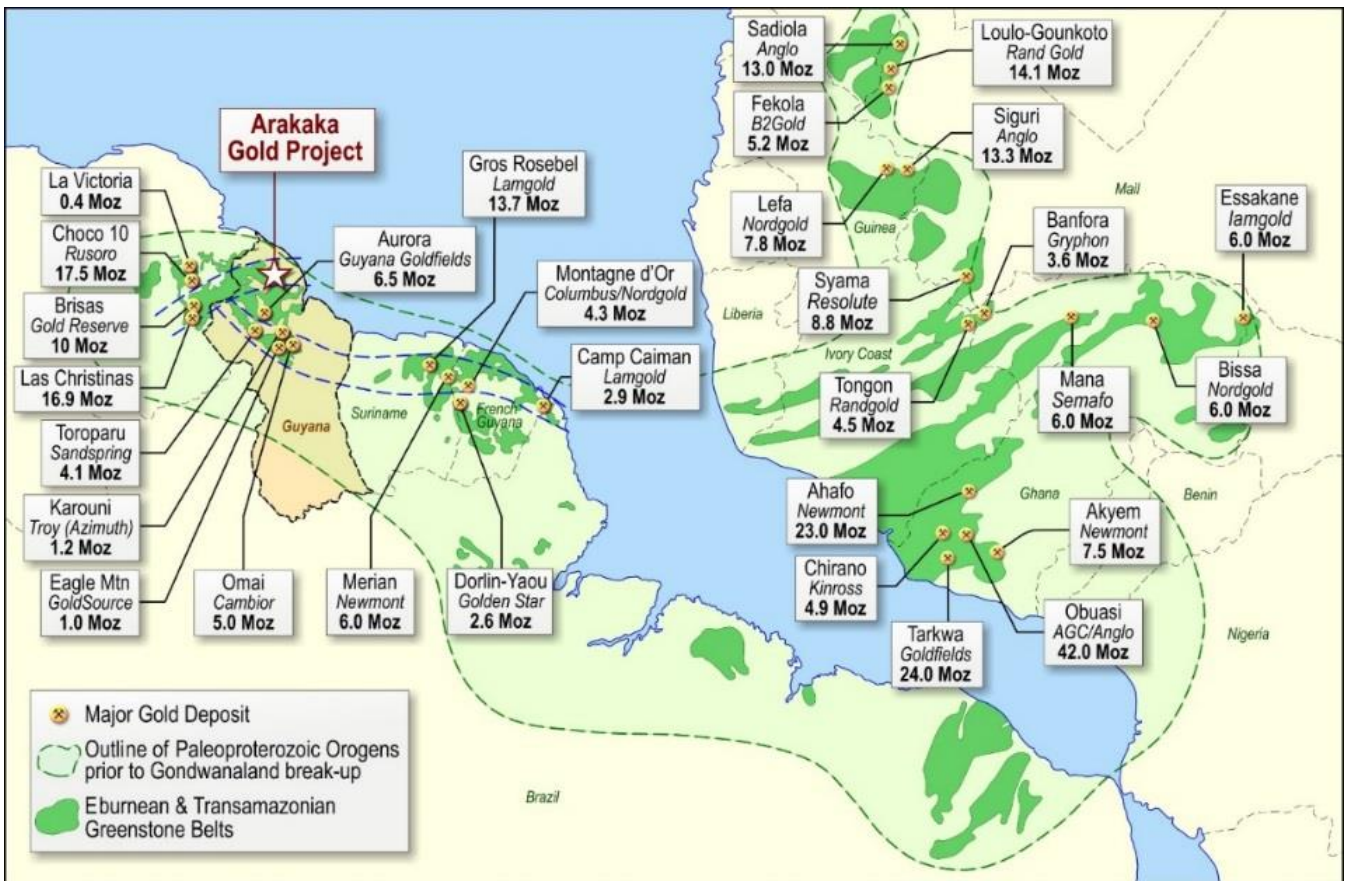 Arakaka
Gold Project
La Victoria
0.4 Moz
Choco 10
Rusoro
17.5 Moz
Brisas
Gold Reserve
10 Moz
Las Christinas
16.9 Moz
Toroparu
Sandspring
4.1 Moz
Karouni
Troy (Azimuth)
1.2 Moz
Eagle Mtn
GoldSource
1.0 Moz
Omai
Cambior
5.0 Moz
Merian
Newmont
6.0 Moz
Dorlin-Yaou
Golden Star
2.6 Moz
Aurora
Guyana Goldfields
6.5 Moz
Gros Rosebel
Lamgold
13.7 Moz
Montagne d'Or
Columbus/Nordgold
4.3 Moz
Camp Caiman
Lamgold
2.9 Moz
Guyana
Suriname
French
Guyana
Brazil
Sadiola
Anglo
13.0 Moz
Loulo-Gounkoto
Rand Gold
14.1 Moz
Fekola
B2Gold
5.2 Moz
Siguri
Anglo
13.3 Moz
Lefa
Nordgold
7.8 Moz
Guinea
Mail
Banfora
Gryphon
3.6 Moz
Essakane
Iamgold
6.0 Moz
Syama
Resolute
8.8 Moz
Liberia
Ivory Coast
Tongon
Randgold
4.5 Moz
Mana
Semafo
6.0 Moz
Bissa
Nordgold
6.0 Moz
Ahafo
Newmont
23.0 Moz
Ghana
Benin
Akyem
Newmont
7.5 Moz
Chirano
Kinross
4.9 Moz
Tarkwa
Goldfields
24.0 Moz
Obuasi
AGC/Anglo
42.0 Moz
Nigeria
Major Gold Deposit
Outline of Paleoproterozoic Orogens
prior to Gondwanaland break-up
Eburnean & Transamazonian
Greenstone Belts